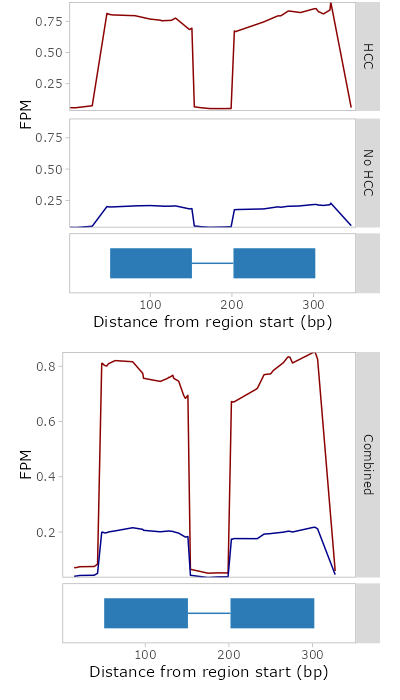 0.75
0.50
0.25
HCC
FPM
0.75
0.50
0.25
No HCC
100 200 300
Distance from region start (bp)
0.8
0.6
0.4
0.2
FPM
Combined
100 200 300
Distance from region start (bp)